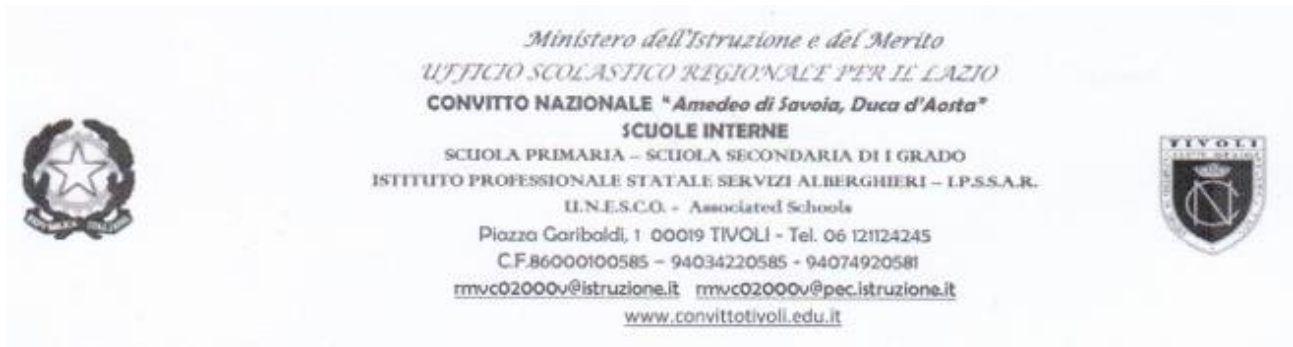 Ministero dell'Istruzione e del Merito
UFFICIO SCOLASTICO REGIONALE PER IL LAZIO
CONVITTO NAZIONALE "Amedeo di Savoia, Duca d'Aosta"
SCUOLE INTERNE
SCUOLA PRIMARIA – SCUOLA SECONDARIA DI I GRADO
ISTITUTO PROFESSIONALE STATALE SERVIZI ALBERGHIERI – I.P.S.S.A.R.
U.N.E.S.C.O. - Associated Schools
Piazza Garibaldi, 1 00019 TIVOLI - Tel. 06 121124245
C.F.86000100585 – 94034220585 - 94074920581
rmvc02000v@istruzione.it rmvc02000v@pec.istruzione.it
www.convittotivoli.edu.it
REPVBBLICA ITALIANA
TIVOLI